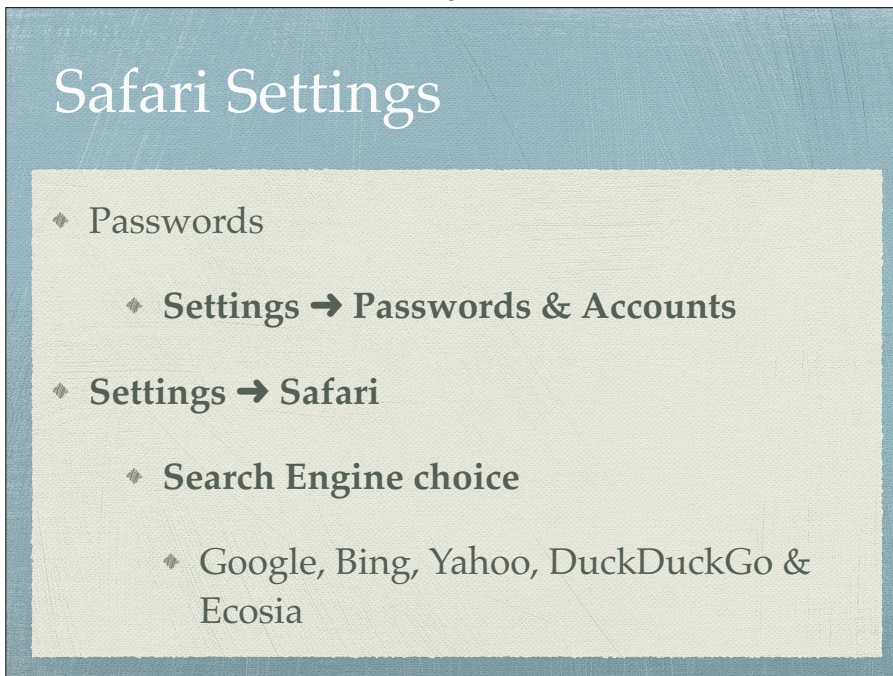 Safari Settings
Passwords
Settings ➜ Passwords & Accounts
Settings ➜ Safari
Search Engine choice
Google, Bing, Yahoo, DuckDuckGo &
Ecosia